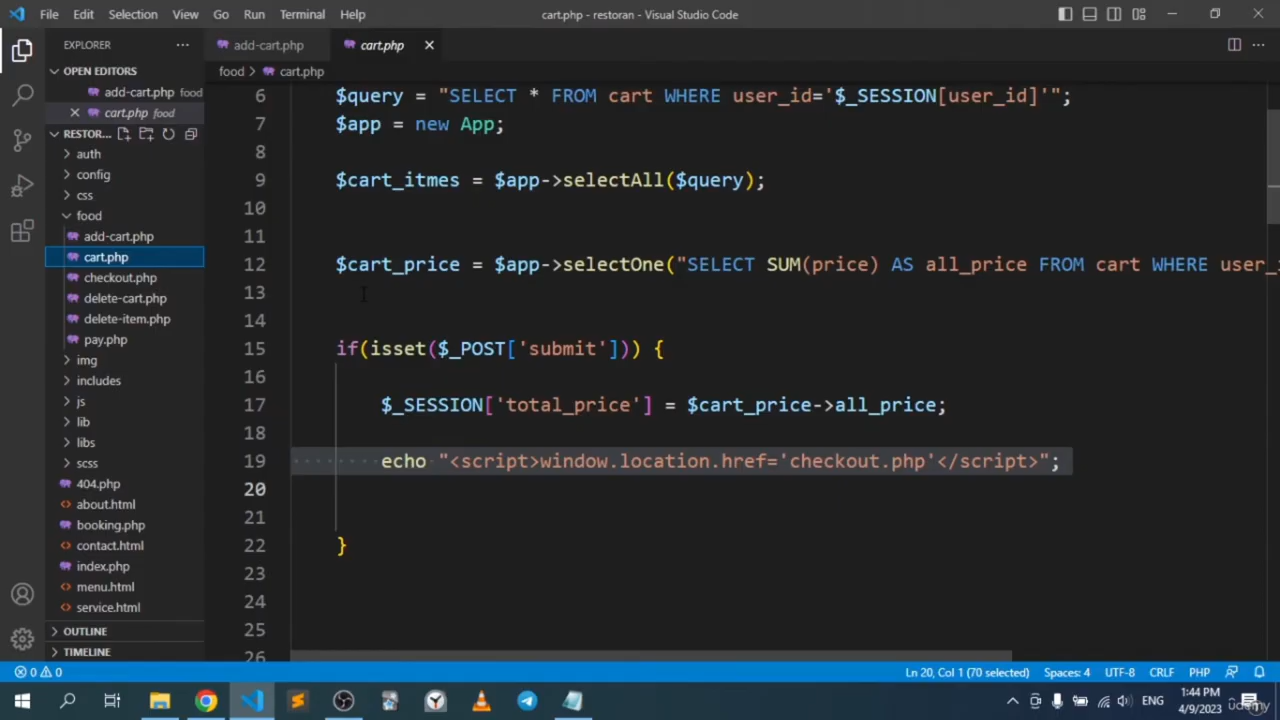 File Edit Selection View Go Run Terminal Help
cart.php - restoran - Visual Studio Code
EXPLORER
OPEN EDITORS
add-cart.php food
cart.php food
RESTOR...
auth
config
css
food
add-cart.php
cart.php
checkout.php
delete-cart.php
delete-item.php
pay.php
img
includes
js
lib
libs
scss
404.php
about.html
booking.php
contact.html
index.php
menu.html
service.html
OUTLINE
TIMELINE
add-cart.php cart.php
food > cart.php
6 $query = "SELECT * FROM cart WHERE user_id='$_SESSION[user_id]'";
7 $app = new App;
8
9 $cart_itmes = $app->selectAll($query);
10
11
12 $cart_price = $app->selectOne("SELECT SUM(price) AS all_price FROM cart WHERE user_
13
14
15 if(isset($_POST['submit'])) {
16
17 $_SESSION['total_price'] = $cart_price->all_price;
18
19 echo "<script>window.location.href='checkout.php'</script>";
20
21
22 }
23
24
25
26
0 0
Ln 20, Col 1 (70 selected) Spaces: 4 UTF-8 CRLF PHP
ENG
1:44 PM
4/9/2023
udemy